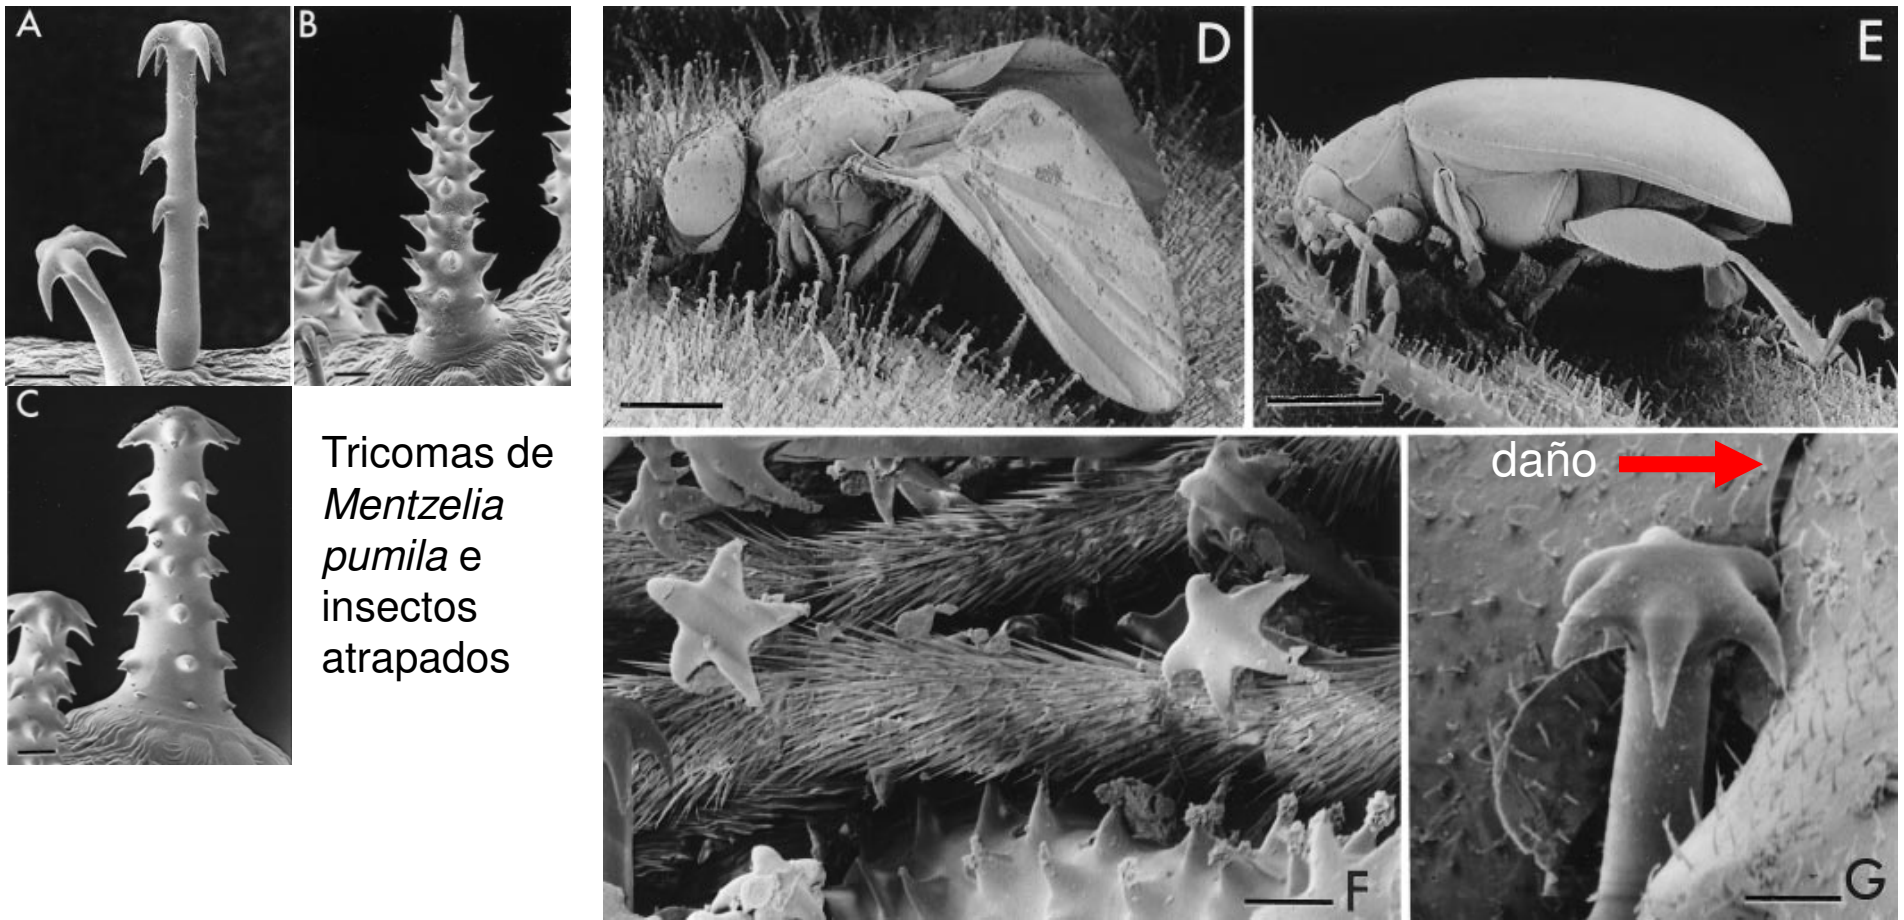 A
B
C
Tricomas de
Mentzelia
pumila e
insectos
atrapados
D
E
F
daño
G